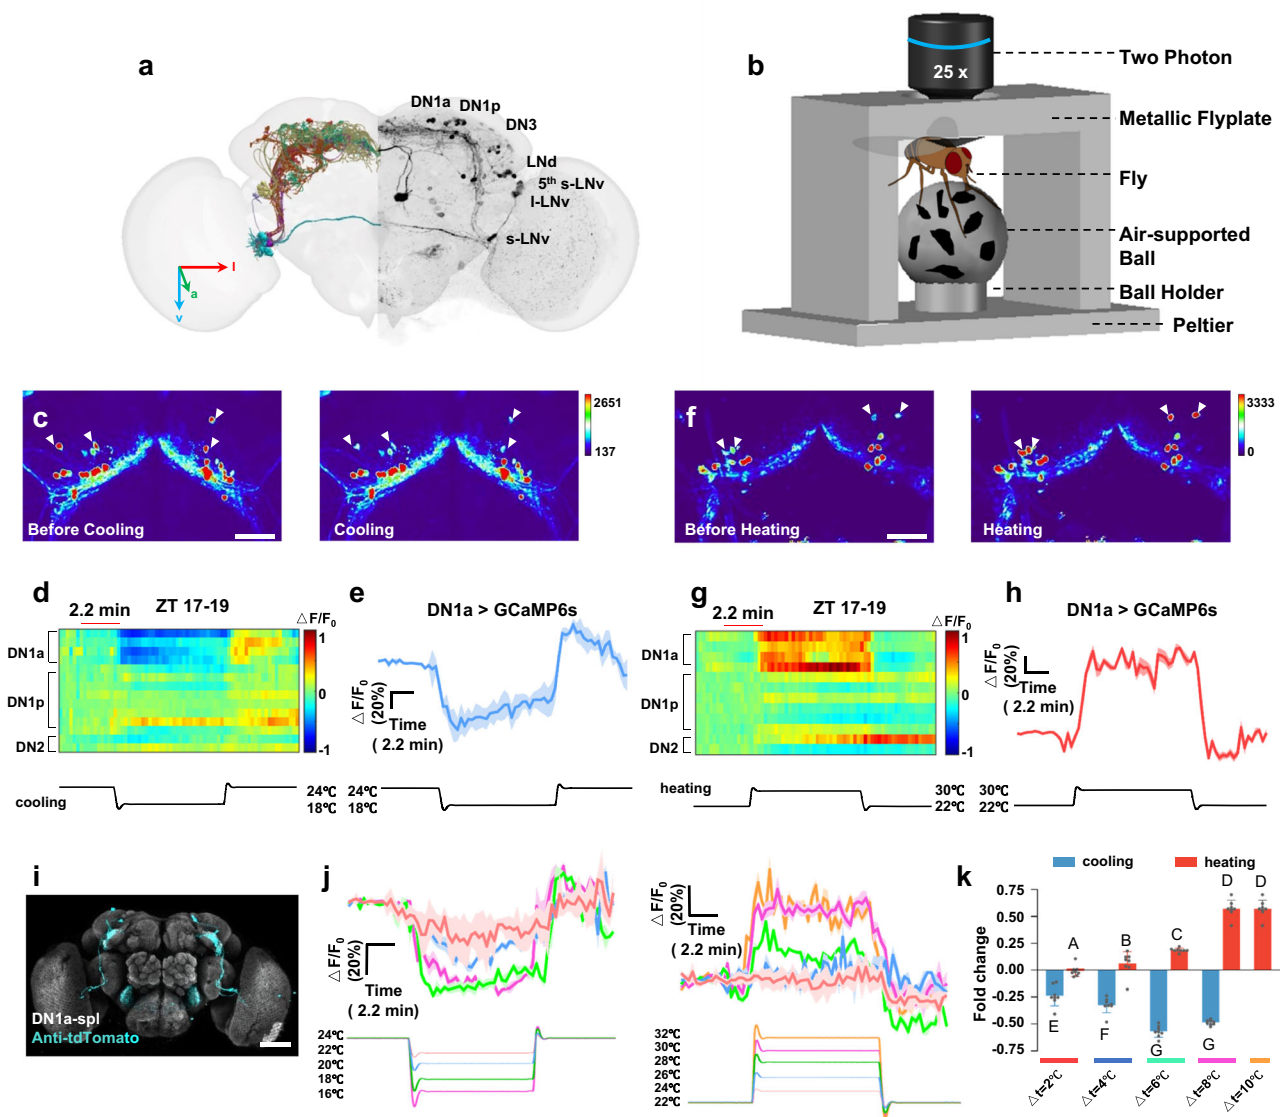 a
DN1a
DN1p
DN3
LNd
5th s-LNv
l-LNv
s-LNv
l
a
v
b
25 x
Two Photon
Metallic Flyplate
Fly
Air-supported
Ball
Ball Holder
Peltier
c
Before Cooling
Cooling
2651
137
f
Before Heating
Heating
3333
0
d
2.2 min
ZT 17-19
△F/F0
1
0
-1
DN1a
DN1p
DN2
cooling
24℃
18℃
e
DN1a > GCaMP6s
△F/F0
(20%)
Time
( 2.2 min)
24℃
18℃
g
2.2 min
ZT 17-19
△F/F0
1
0
-1
DN1a
DN1p
DN2
heating
30℃
22℃
h
DN1a > GCaMP6s
△F/F0
(20%)
Time
( 2.2 min)
30℃
22℃
i
DN1a-spl
Anti-tdTomato
j
△F/F0
(20%)
Time
( 2.2 min)
24℃
22℃
20℃
18℃
16℃
△F/F0
(20%)
( 2.2 min)
32℃
30℃
28℃
26℃
24℃
22℃
k
cooling
heating
Fold change
0.75
0.50
0.25
0.00
-0.25
-0.50
-0.75
A
B
C
D
D
E
F
G
G
△t=2℃
△t=4℃
△t=6℃
△t=8℃
△t=10℃